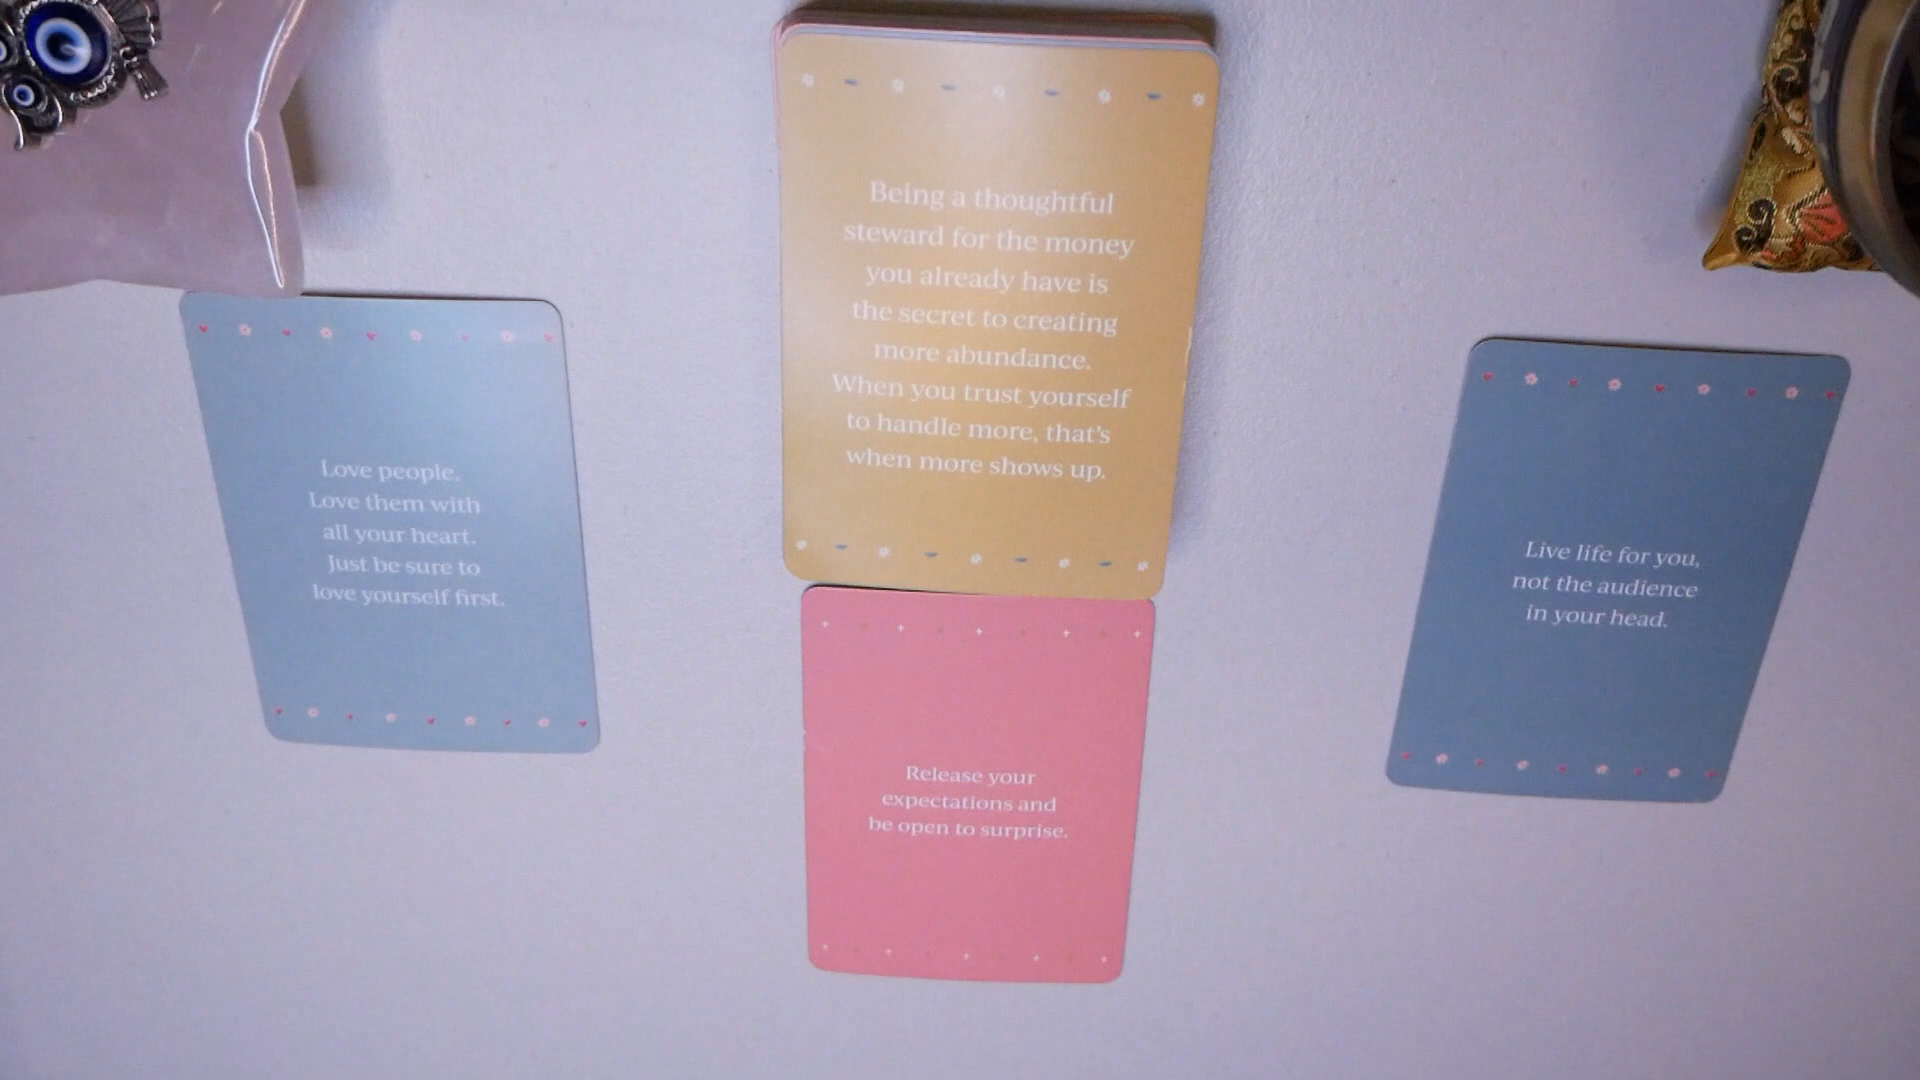 Being a thoughtful
steward for the money
you already have is
the secret to creating
more abundance.
When you trust yourself
to handle more, that's
when more shows up.
Love people.
Love them with
all your heart.
Just be sure to
love yourself first.
Live life for you,
not the audience
in your head.
Release your
expectations and
be open to surprise.